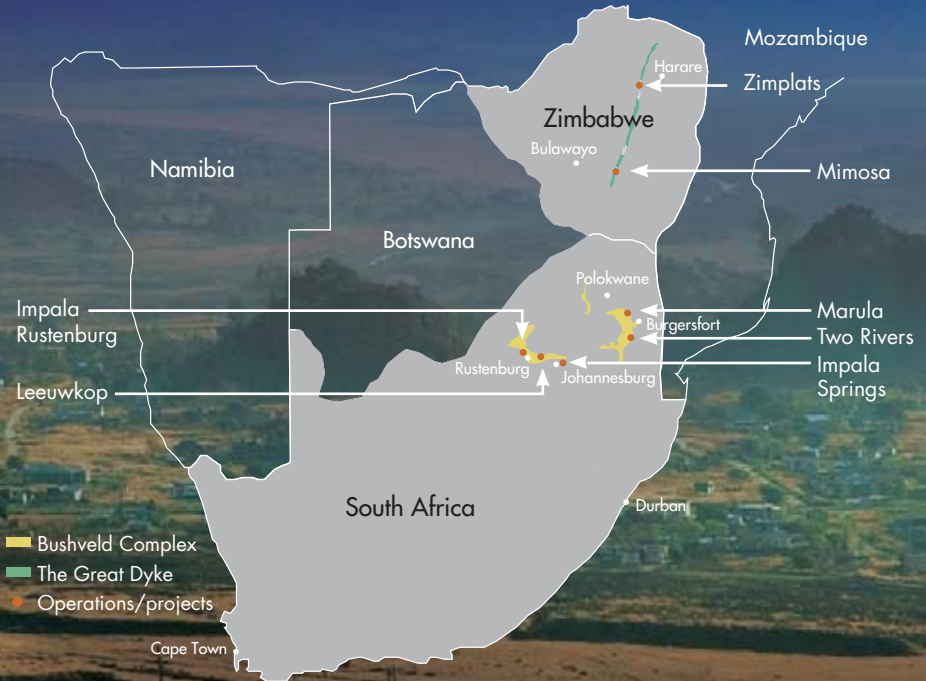 Mozambique
Harare
Zimplats
Zimbabwe
Bulawayo
Namibia
Mimosa
Botswana
Polokwane
Impala
Rustenburg
Marula
Burgersfort
Two Rivers
Rustenburg
Johannesburg
Impala
Springs
Leeuwkop
South Africa
Durban
Bushveld Complex
The Great Dyke
Operations/projects
Cape Town